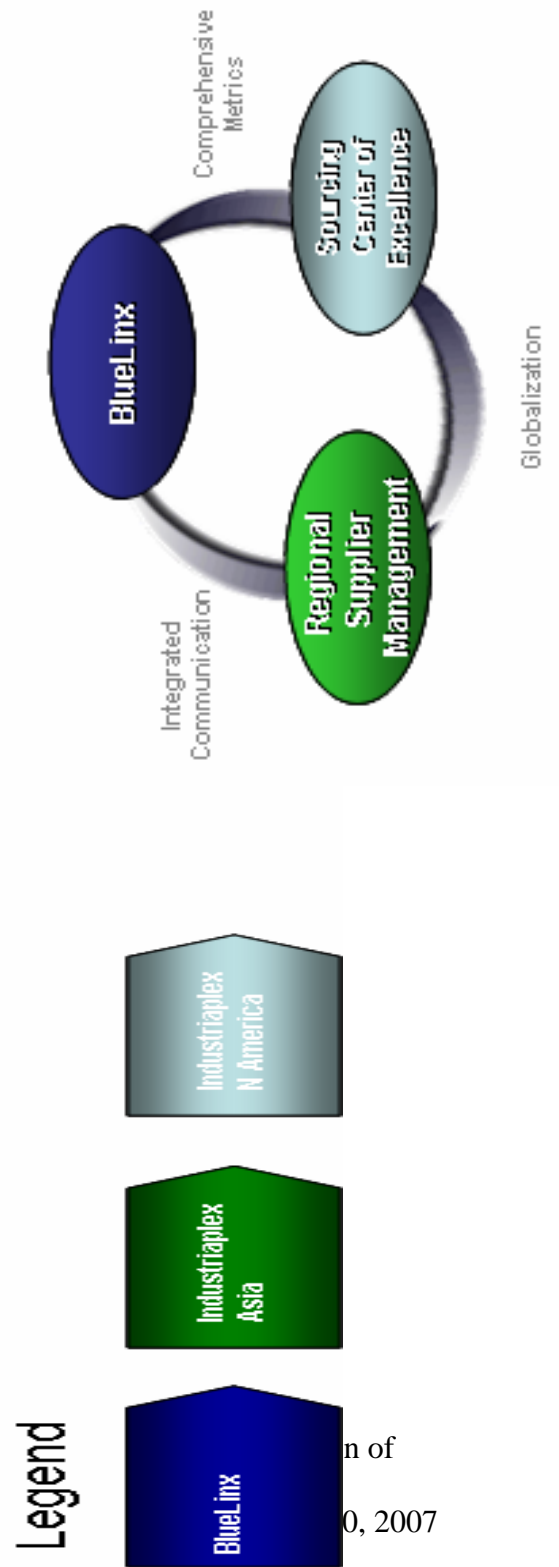 Legend
BlueLinx
Industriaplex
Asia
Industriaplex
N America
Integrated
Communication
BlueLinx
Comprehensive
Metrics
Regional
Supplier
Management
Sourcing
Center of
Excellence
Globalization
n of
0, 2007